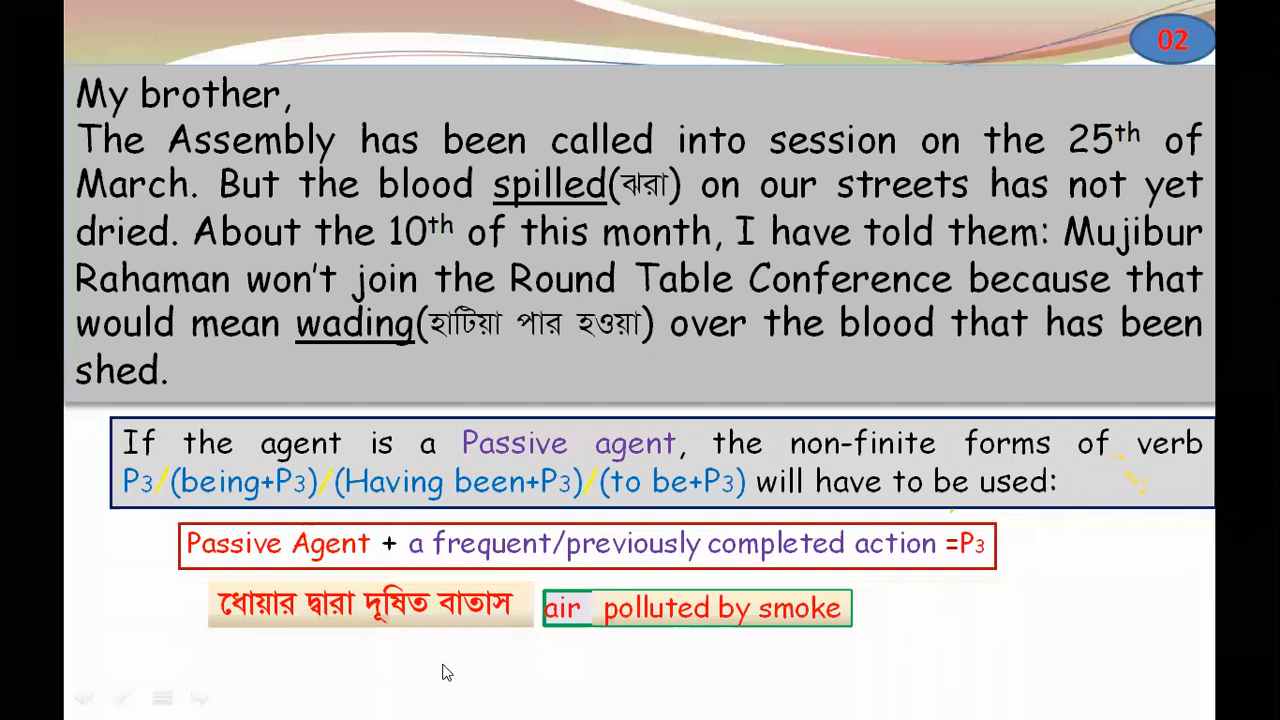 02
My brother,
The Assembly has been called into session on the 25th of
March. But the blood spilled(ঝরা) on our streets has not yet
dried. About the 10th of this month, I have told them: Mujibur
Rahaman won't join the Round Table Conference because that
would mean wading(হাটিয়া পার হওয়া) over the blood that has been
shed.
If the agent is a Passive agent, the non-finite forms of verb
P3/(being+P3)/(Having been+P3)/(to be+P3) will have to be used:
Passive Agent + a frequent/previously completed action =P3
ধোয়ার দ্বারা দূষিত বাতাস air polluted by smoke